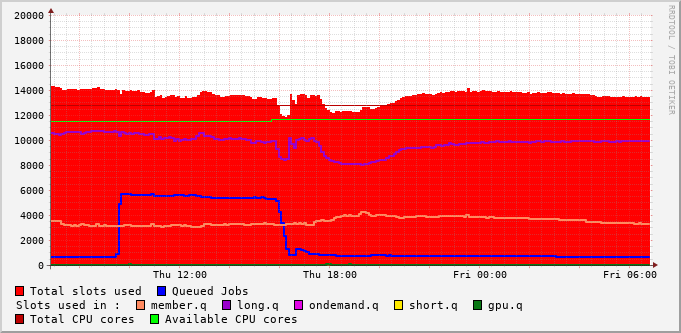 20000
18000
16000
14000
12000
10000
8000
6000
4000
2000
0
Thu 12:00 Thu 18:00 Fri 00:00 Fri 06:00
Total slots used Queued Jobs
Slots used in : member.q long.q ondemand.q short.q gpu.q
Total CPU cores Available CPU cores
RRDTOOL / TOBI OETIKER